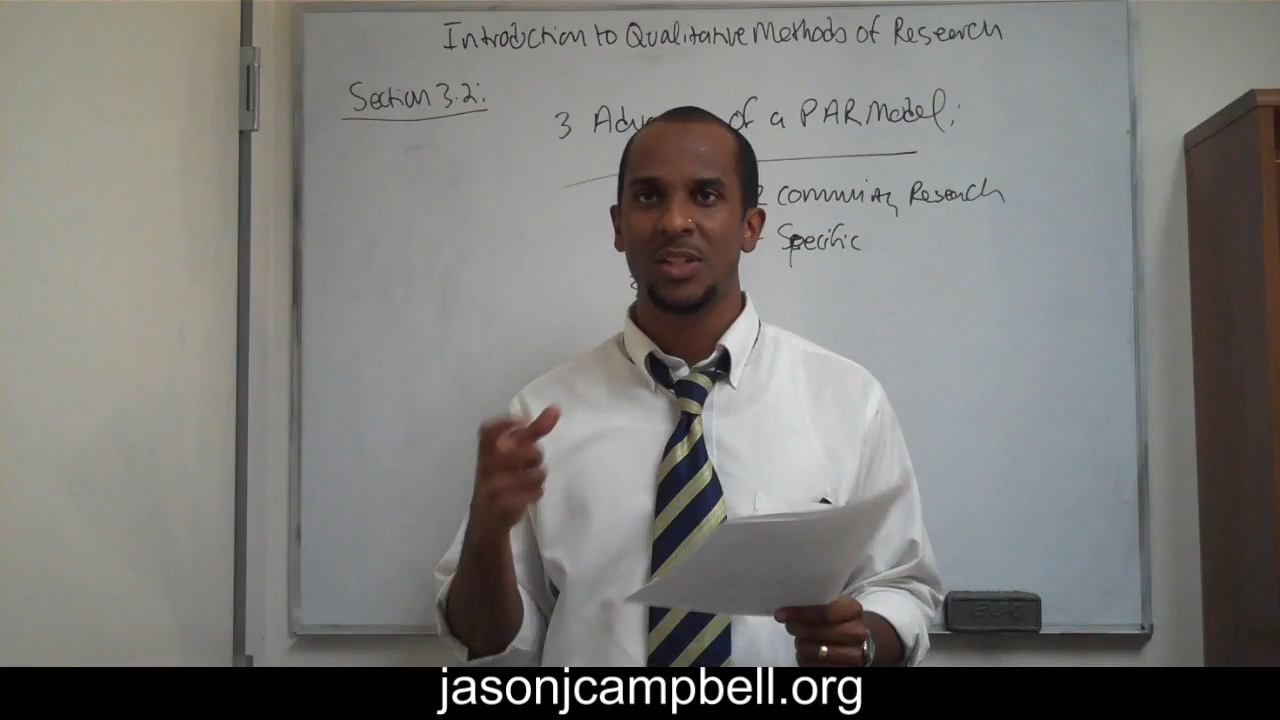 Introduction to Qualitative Methods of Research
Section 3.2:
3 Adv of a PAR Model:
community Research
Specific
jasonjcampbell.org